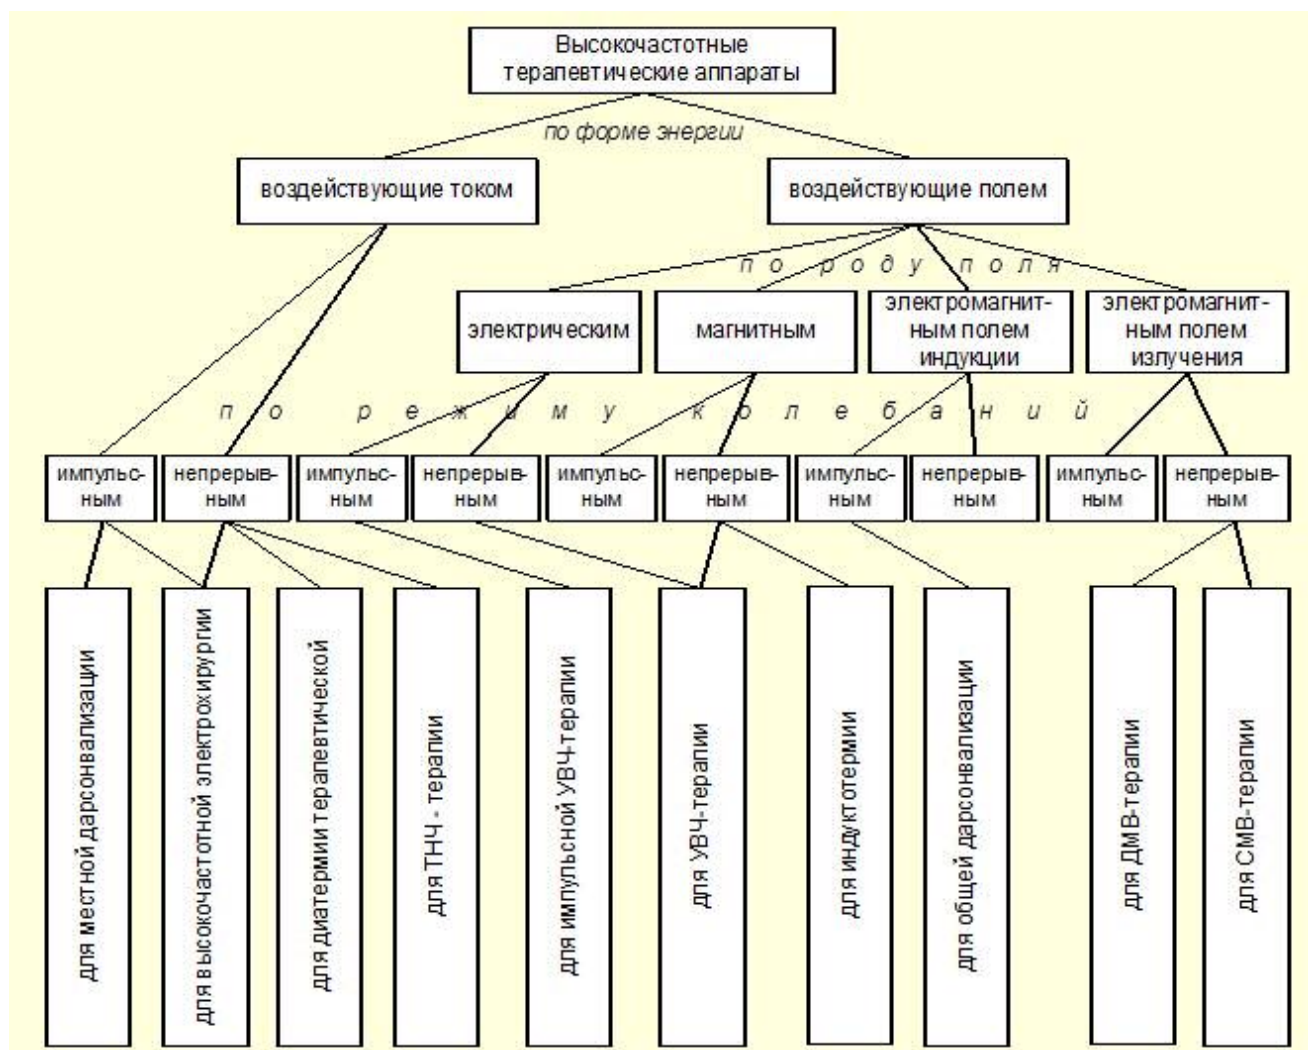 Высокочастотные
терапевтические аппараты
по форме энергии
воздействующие током
воздействующие полем
по роду поля
электрическим
магнитным
электромагнит-
ным полем
индукции
электромагнит-
ным полем
излучения
по режиму колебаний
импульс-
ным
непрерыв-
ным
импульс-
ным
непрерыв-
ным
импульс-
ным
непрерыв-
ным
импульс-
ным
непрерыв-
ным
импульс-
ным
непрерыв-
ным
для местной дарсонвализации
для высокочастотной электрохирургии
для диатермии терапевтической
для ТНЧ - терапии
для импульсной УВЧ-терапии
для УВЧ-терапии
для индуктотермии
для общей дарсонвализации
для ДМВ-терапии
для СМВ-терапии